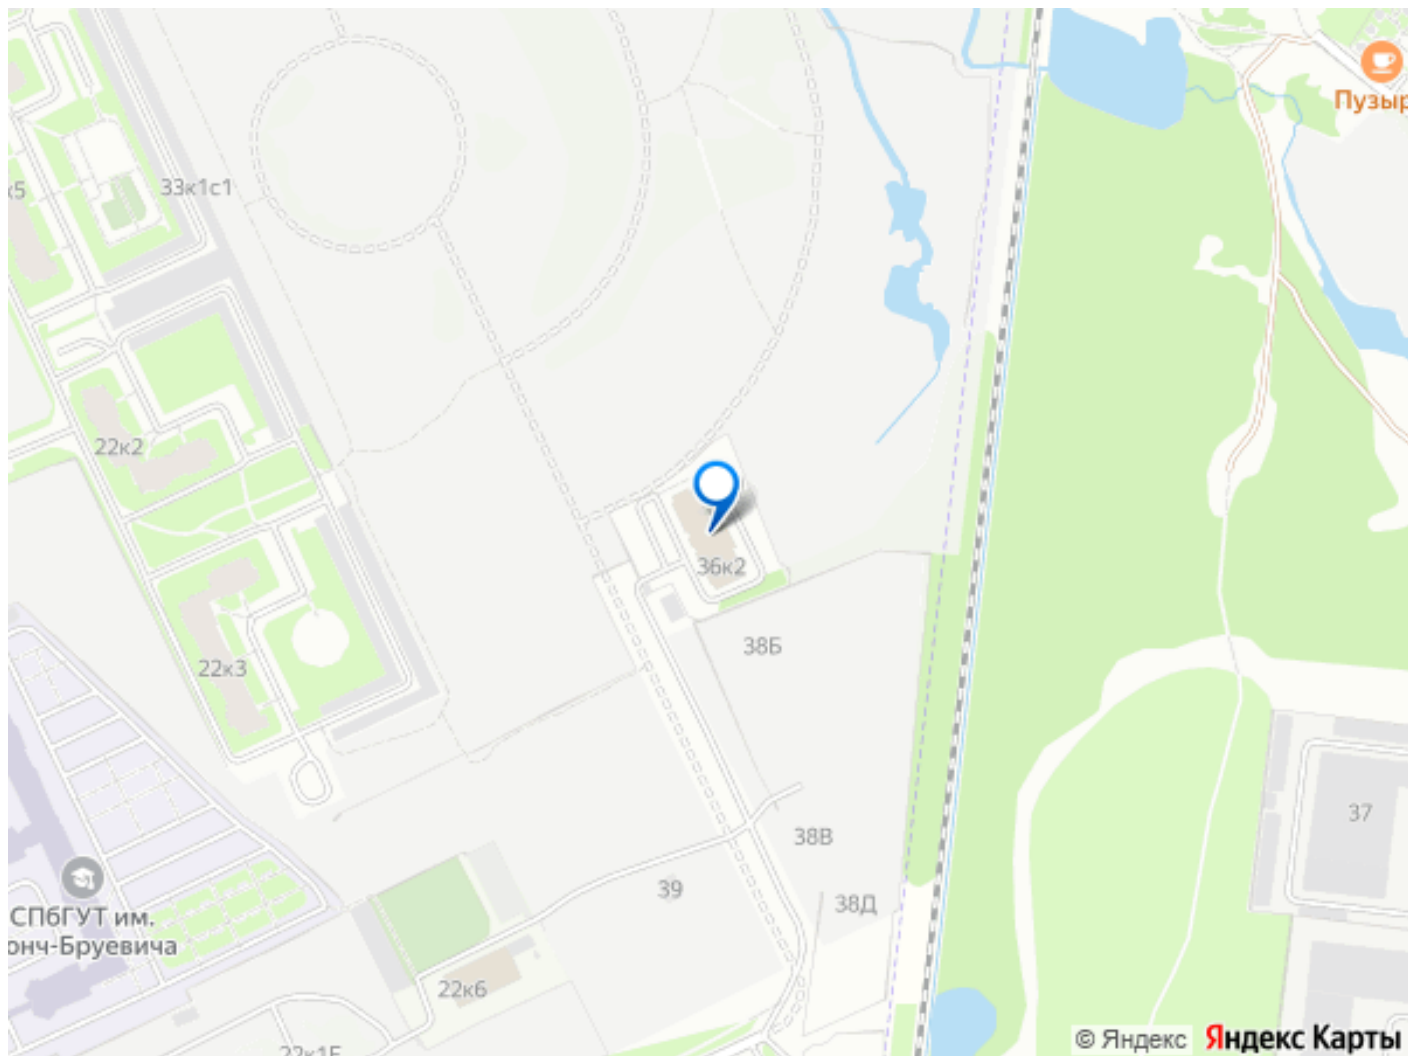 Пузыр
к5
33к1с1
22к2
36к2
38Б
22к3
37
38В
39
38Д
СПбГУТ им.
онч-Бруевича
22к6
22к1Е
© Яндекс
Яндекс Карты